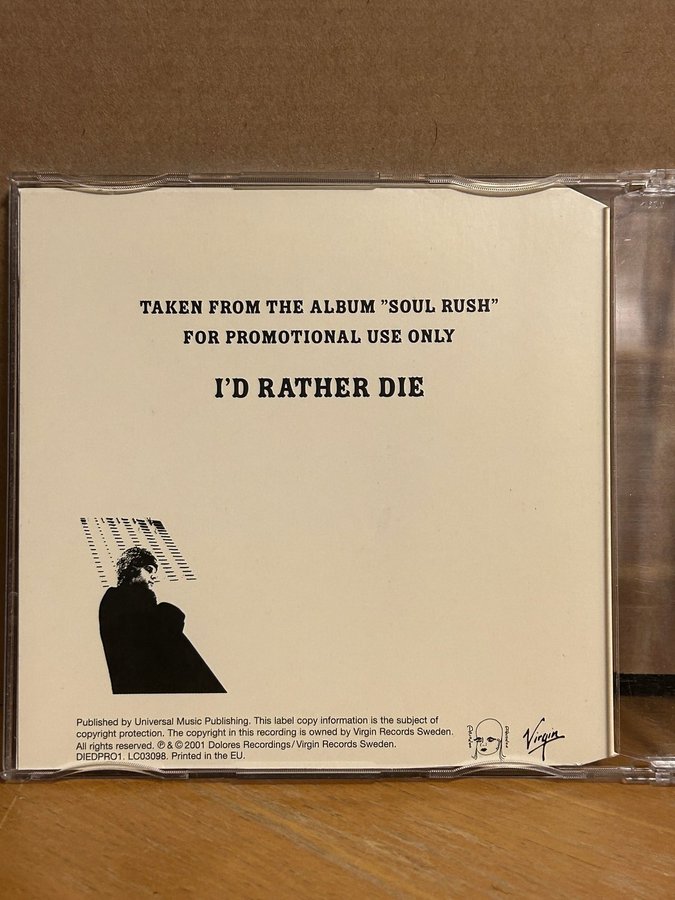 TAKEN FROM THE ALBUM ”SOUL RUSH”
FOR PROMOTIONAL USE ONLY
I'D RATHER DIE
Published by Universal Music Publishing. This label copy information is the subject of
copyright protection. The copyright in this recording is owned by Virgin Records Sweden.
All rights reserved. ℗ & © 2001 Dolores Recordings/Virgin Records Sweden.
DIEDPRO1. LC03098. Printed in the EU.
Virgin